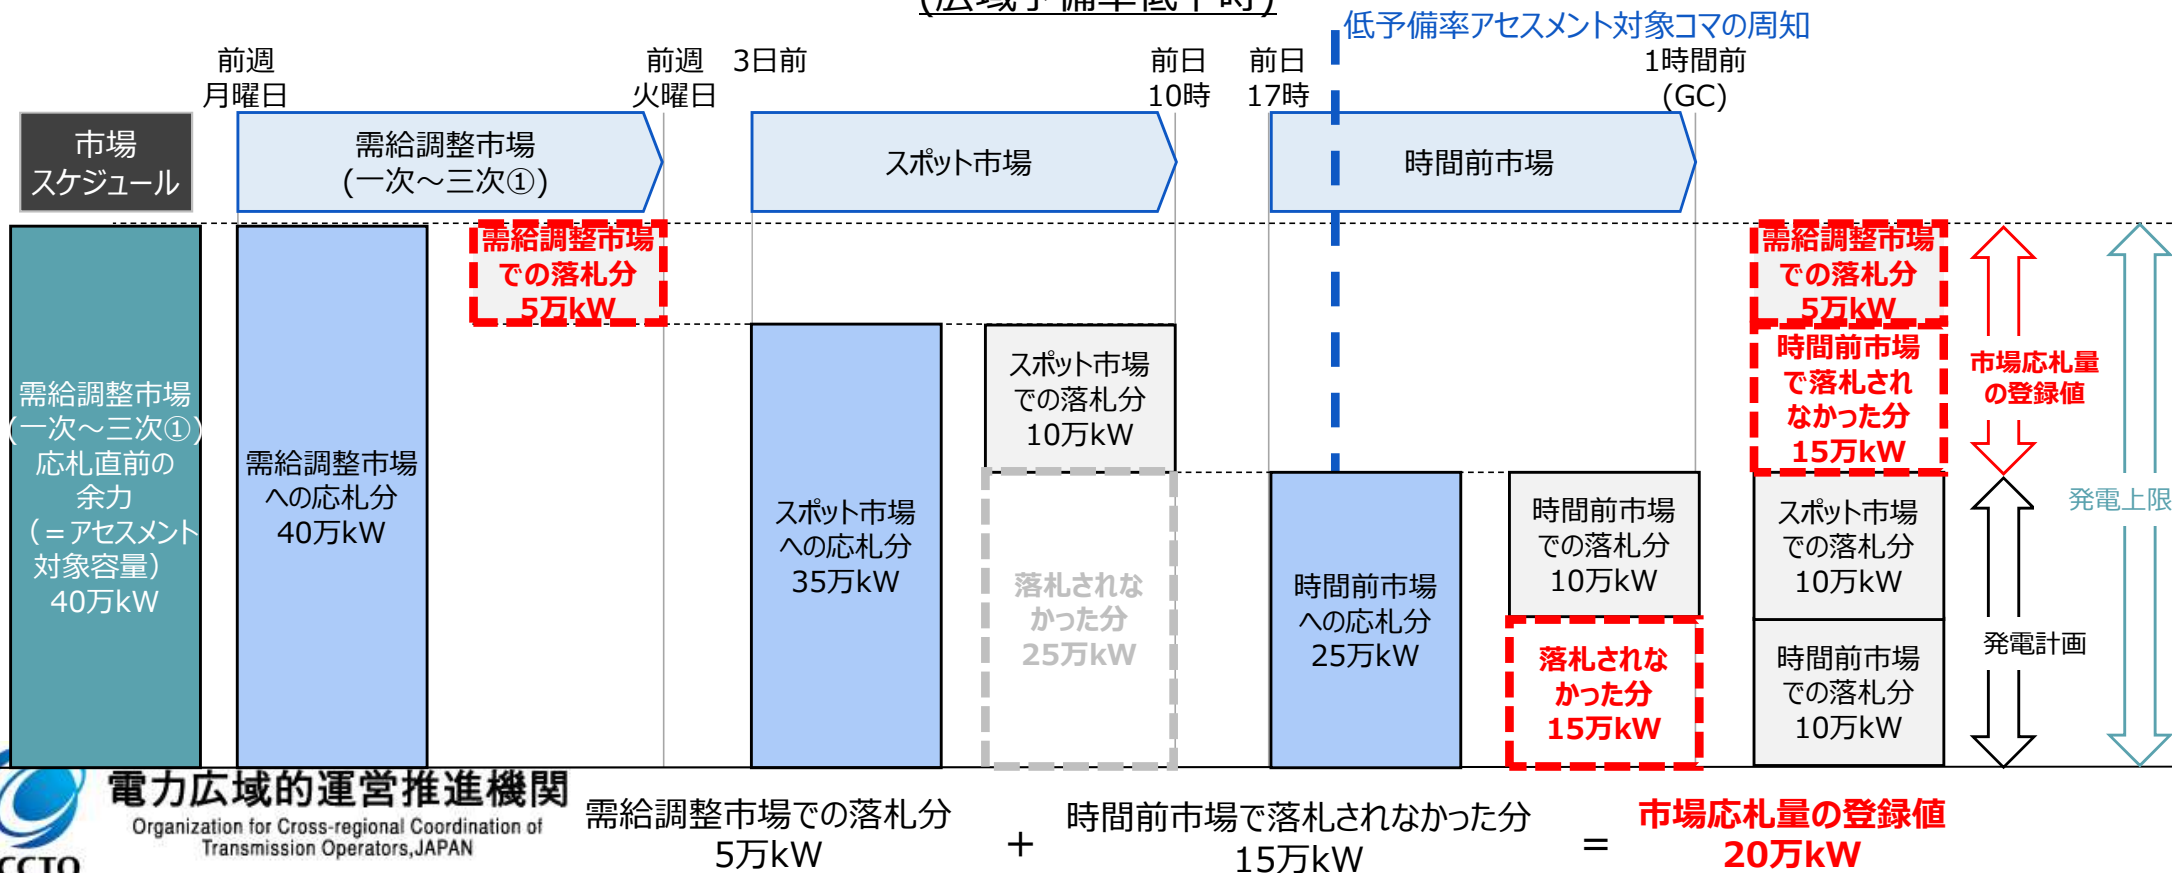 (広域予備率低下時)
低予備率アセスメント対象コマの周知
前週
月曜日
前週
火曜日
3日前
前日
10時
前日
17時
1時間前
(GC)
市場
スケジュール
需給調整市場
(一次～三次①)
スポット市場
時間前市場
需給調整市場
(一次～三次①)
応札直前の
余力
(＝アセスメント
対象容量)
40万kW
需給調整市場
への応札分
40万kW
需給調整市場
での落札分
5万kW
スポット市場
への応札分
35万kW
スポット市場
での落札分
10万kW
落札されな
かった分
25万kW
時間前市場
への応札分
25万kW
時間前市場
での落札分
10万kW
落札されな
かった分
15万kW
需給調整市場
での落札分
5万kW
時間前市場
で落札され
なかった分
15万kW
スポット市場
での落札分
10万kW
時間前市場
での落札分
10万kW
市場応札量
の登録値
発電計画
発電上限
電力広域的運営推進機関
Organization for Cross-regional Coordination of
Transmission Operators,JAPAN
需給調整市場での落札分
5万kW
+
時間前市場で落札されなかった分
15万kW
=
市場応札量の登録値
20万kW